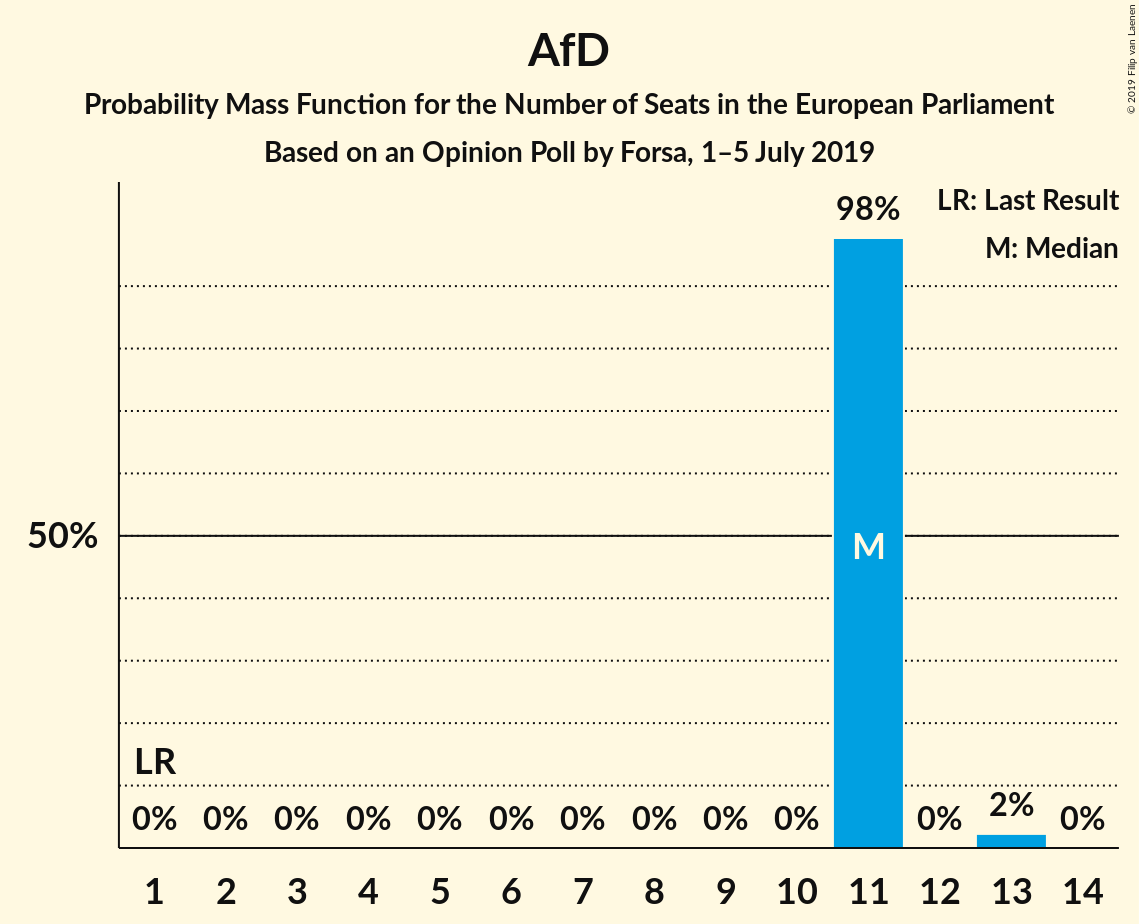 AfD
Probability Mass Function for the Number of Seats in the European Parliament
Based on an Opinion Poll by Forsa, 1–5 July 2019
© 2019 Filip van Laenen
LR: Last Result
M: Median
98%
50%
M
LR
0% 0% 0% 0% 0% 0% 0% 0% 0% 0% 0% 2% 0%
1 2 3 4 5 6 7 8 9 10 11 12 13 14